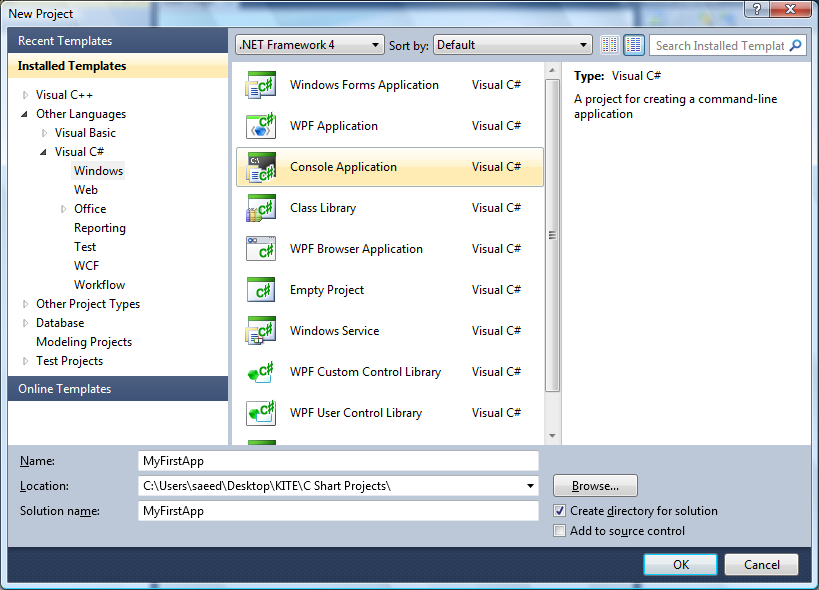 New Project
Recent Templates
Installed Templates
Visual C++
Other Languages
Visual Basic
Visual C#
Windows
Web
Office
Reporting
Test
WCF
Workflow
Other Project Types
Database
Modeling Projects
Test Projects
Online Templates
.NET Framework 4 Sort by: Default Search Installed Templat
Windows Forms Application Visual C#
WPF Application Visual C#
Console Application Visual C#
Class Library Visual C#
WPF Browser Application Visual C#
Empty Project Visual C#
Windows Service Visual C#
WPF Custom Control Library Visual C#
WPF User Control Library Visual C#
Type: Visual C#
A project for creating a command-line
application
Name: MyFirstApp
Location: C:\Users\saeed\Desktop\KITE\C Shart Projects\ Browse...
Solution name: MyFirstApp
Create directory for solution
Add to source control
OK Cancel